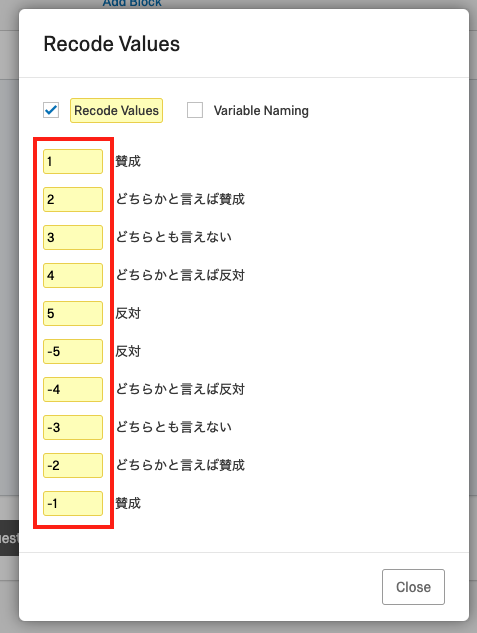 Add Block
Recode Values
Recode Values Variable Naming
1 賛成
2 どちらかと言えば賛成
3 どちらとも言えない
4 どちらかと言えば反対
5 反対
-5 反対
-4 どちらかと言えば反対
-3 どちらとも言えない
-2 どちらかと言えば賛成
-1 賛成
Close